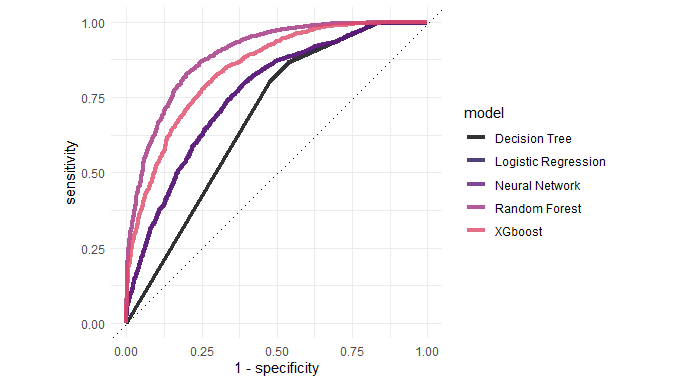 1.00
0.75
0.50
0.25
0.00
sensitivity
0.00 0.25 0.50 0.75 1.00
1 - specificity
model
Decision Tree
Logistic Regression
Neural Network
Random Forest
XGboost